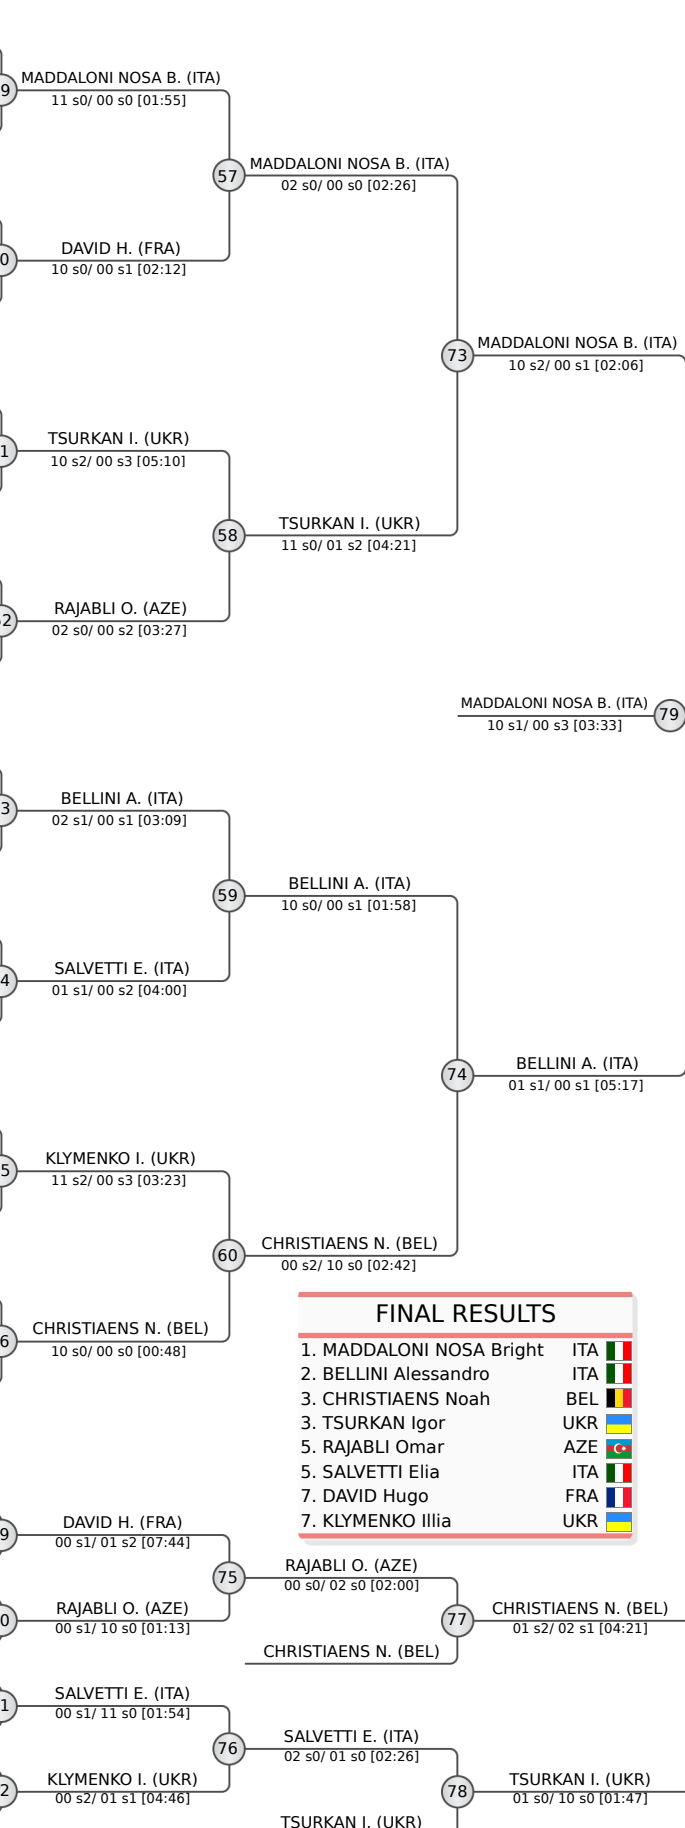 MADDALONI NOSA B. (ITA)
9
11 s0/ 00 s0 [01:55]
MADDALONI NOSA B. (ITA)
57
02 s0/ 00 s0 [02:26]
DAVID H. (FRA)
0
10 s0/ 00 s1 [02:12]
MADDALONI NOSA B. (ITA)
73
10 s2/ 00 s1 [02:06]
TSURKAN I. (UKR)
1
10 s2/ 00 s3 [05:10]
TSURKAN I. (UKR)
58
11 s0/ 01 s2 [04:21]
RAJABLI O. (AZE)
2
02 s0/ 00 s2 [03:27]
MADDALONI NOSA B. (ITA)
79
10 s1/ 00 s3 [03:33]
BELLINI A. (ITA)
3
02 s1/ 00 s1 [03:09]
BELLINI A. (ITA)
59
10 s0/ 00 s1 [01:58]
SALVETTI E. (ITA)
4
01 s1/ 00 s2 [04:00]
BELLINI A. (ITA)
74
01 s1/ 00 s1 [05:17]
KLYMENKO I. (UKR)
5
11 s2/ 00 s3 [03:23]
CHRISTIAENS N. (BEL)
60
00 s2/ 10 s0 [02:42]
CHRISTIAENS N. (BEL)
6
10 s0/ 00 s0 [00:48]
FINAL RESULTS
1. MADDALONI NOSA Bright ITA
2. BELLINI Alessandro ITA
3. CHRISTIAENS Noah BEL
3. TSURKAN Igor UKR
5. RAJABLI Omar AZE
5. SALVETTI Elia ITA
7. DAVID Hugo FRA
7. KLYMENKO Illia UKR
DAVID H. (FRA)
9
00 s1/ 01 s2 [07:44]
RAJABLI O. (AZE)
75
00 s0/ 02 s0 [02:00]
RAJABLI O. (AZE)
0
00 s1/ 10 s0 [01:13]
CHRISTIAENS N. (BEL)
77
01 s2/ 02 s1 [04:21]
CHRISTIAENS N. (BEL)
SALVETTI E. (ITA)
1
00 s1/ 11 s0 [01:54]
SALVETTI E. (ITA)
76
02 s0/ 01 s0 [02:26]
KLYMENKO I. (UKR)
2
00 s2/ 01 s1 [04:46]
TSURKAN I. (UKR)
78
01 s0/ 10 s0 [01:47]
TSURKAN I. (UKR)